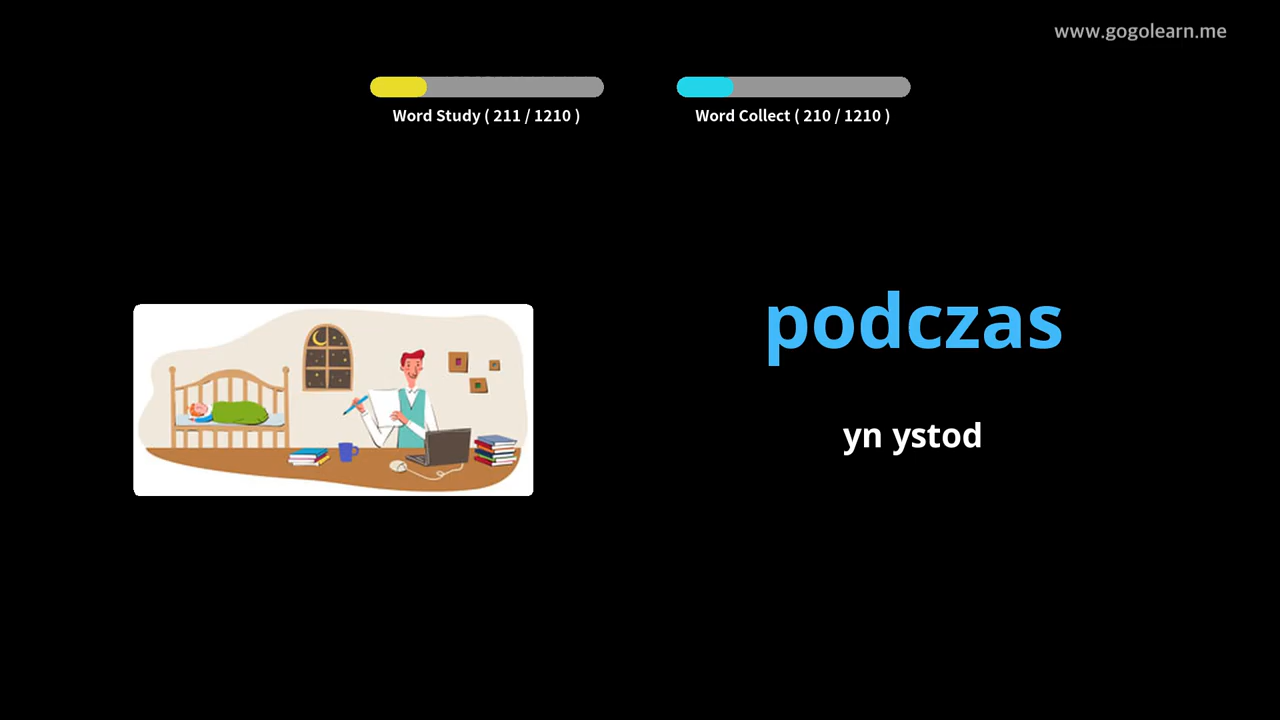 www.gogolearn.me
Word Study ( 211 / 1210 )
Word Collect ( 210 / 1210 )
podczas
yn ystod